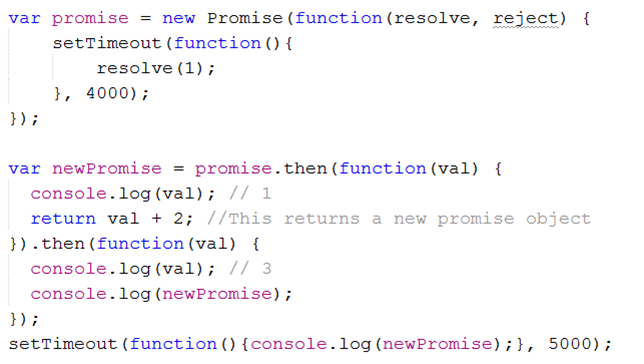 var promise = new Promise(function(resolve, reject) {
    setTimeout(function(){
        resolve(1);
    }, 4000);
});

var newPromise = promise.then(function(val) {
  console.log(val); // 1
  return val + 2; //This returns a new promise object
}).then(function(val) {
  console.log(val); // 3
  console.log(newPromise);
});
setTimeout(function(){console.log(newPromise);}, 5000);